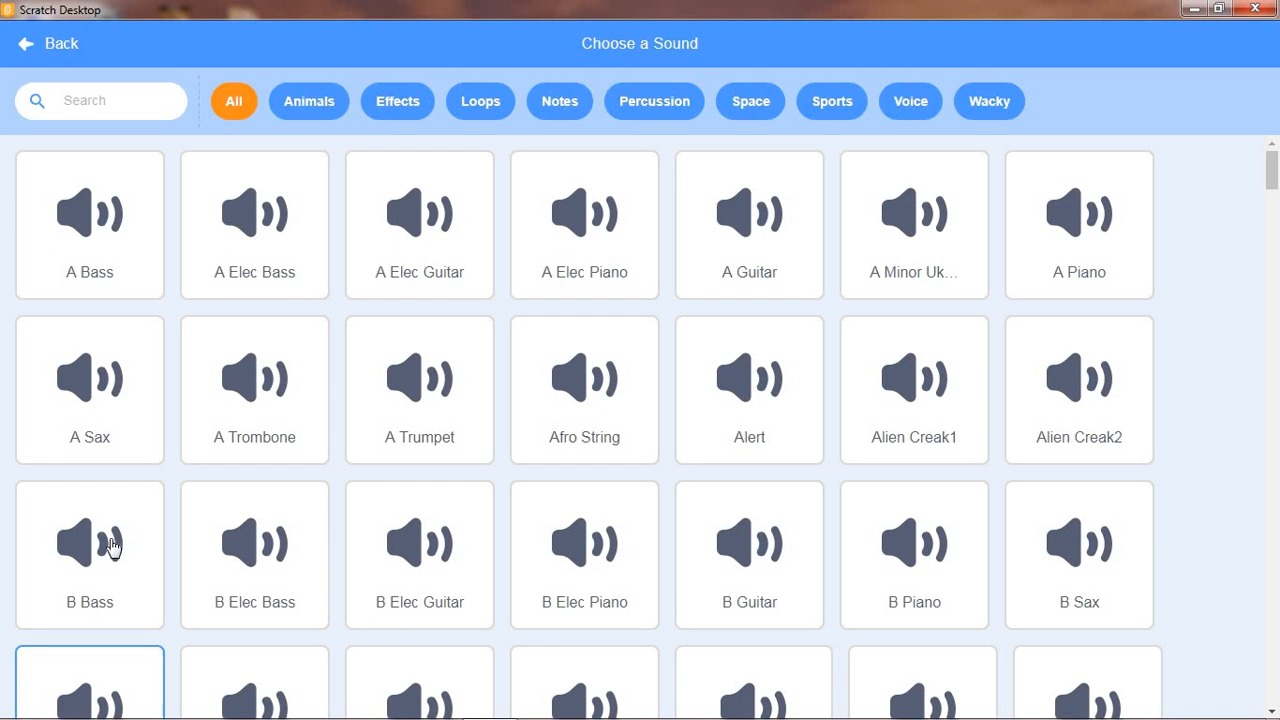 Scratch Desktop
Back
Choose a Sound
Search
All Animals Effects Loops Notes Percussion Space Sports Voice Wacky
A Bass A Elec Bass A Elec Guitar A Elec Piano A Guitar A Minor Uk... A Piano
A Sax A Trombone A Trumpet Afro String Alert Alien Creak1 Alien Creak2
B Bass B Elec Bass B Elec Guitar B Elec Piano B Guitar B Piano B Sax